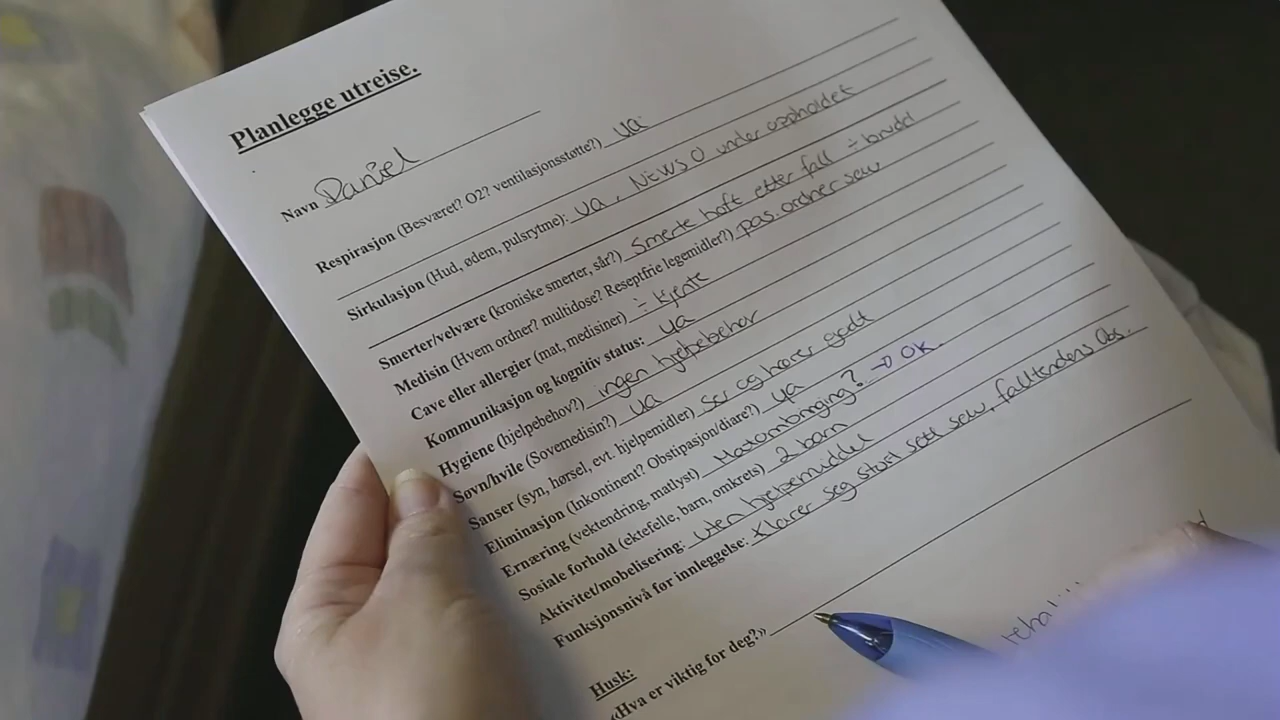 Planlegge utreise.
Navn Daniel
Respirasjon (Besværet? O2? ventilasjonsstøtte?) ua
Sirkulasjon (Hud, ødem, pulsrytme): ua, NEWS 0 under oppholdet
Smerter/velvære (kroniske smerter, sår?) Smerte hoft etter fall ÷ brudd
Medisin (Hvem ordner? multidose? Reseptfrie legemidler?) pas. ordner selv
Cave eller allergier (mat, medisiner) ÷ kjente
Kommunikasjon og kognitiv status: ua
Hygiene (hjelpebehov?) ingen hjelpebehov
Søvn/hvile (Sovemedisin?) ua
Sanser (syn, hørsel, evt. hjelpemidler) ser og hører godt
Eliminasjon (Inkontinent? Obstipasjon/diare?) ua
Ernæring (vektendring, matlyst) Matombringing? → OK.
Sosiale forhold (ektefelle, barn, omkrets) 2 barn
Aktivitet/mobilisering: uten hjelpemiddel
Funksjonsnivå før innleggelse: Klarer seg stort sett selv, falltendens obs.
Husk:
«Hva er viktig for deg?»